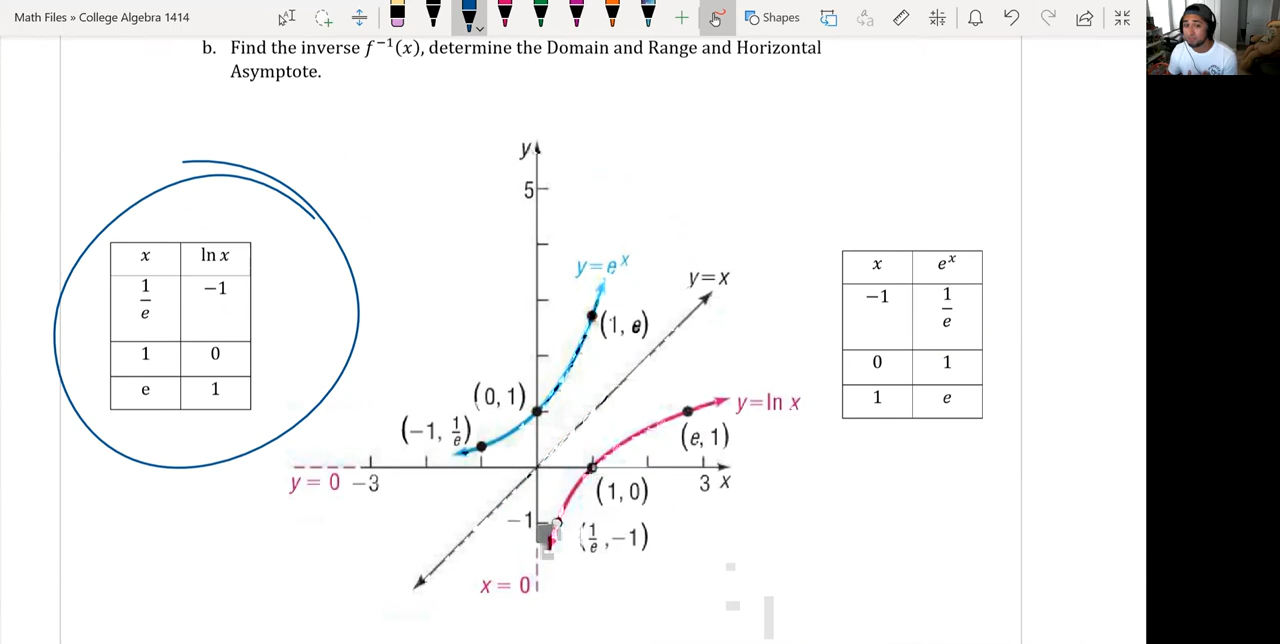 Math Files » College Algebra 1414
Shapes
b. Find the inverse f⁻¹(x), determine the Domain and Range and Horizontal
Asymptote.
y
5
y=eˣ
y=x
(1, e)
(0, 1)
y=ln x
(−1, 1/e)
(e, 1)
y = 0
−3
(1, 0)
3
x
−1
(1/e, −1)
x = 0
x ln x
1/e −1
1 0
e 1
x eˣ
−1 1/e
0 1
1 e